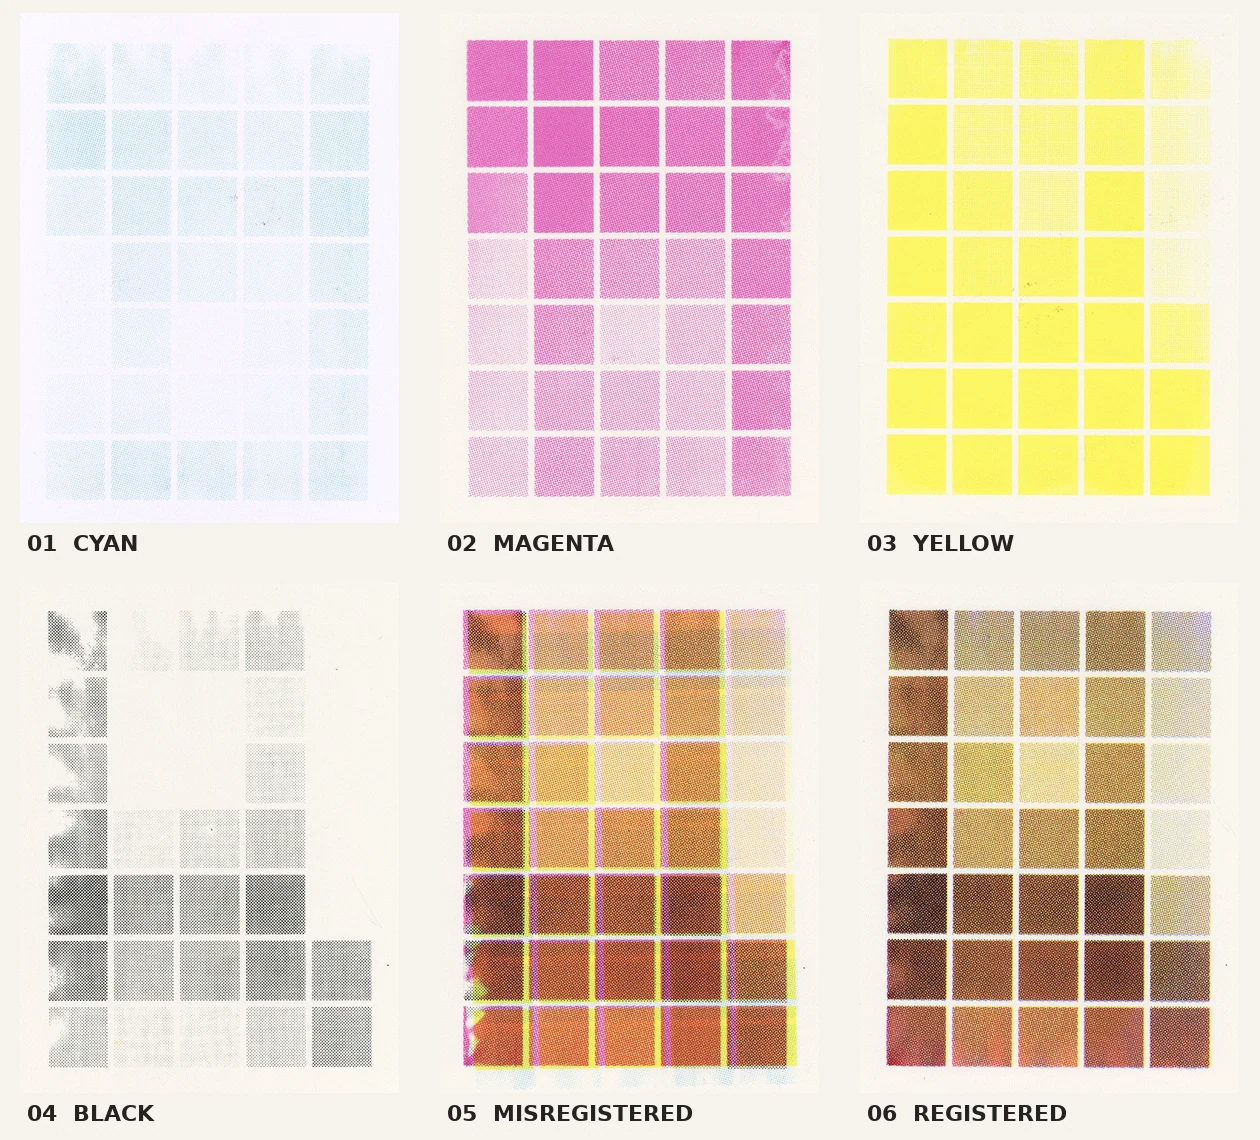 01 CYAN
02 MAGENTA
03 YELLOW
04 BLACK
05 MISREGISTERED
06 REGISTERED